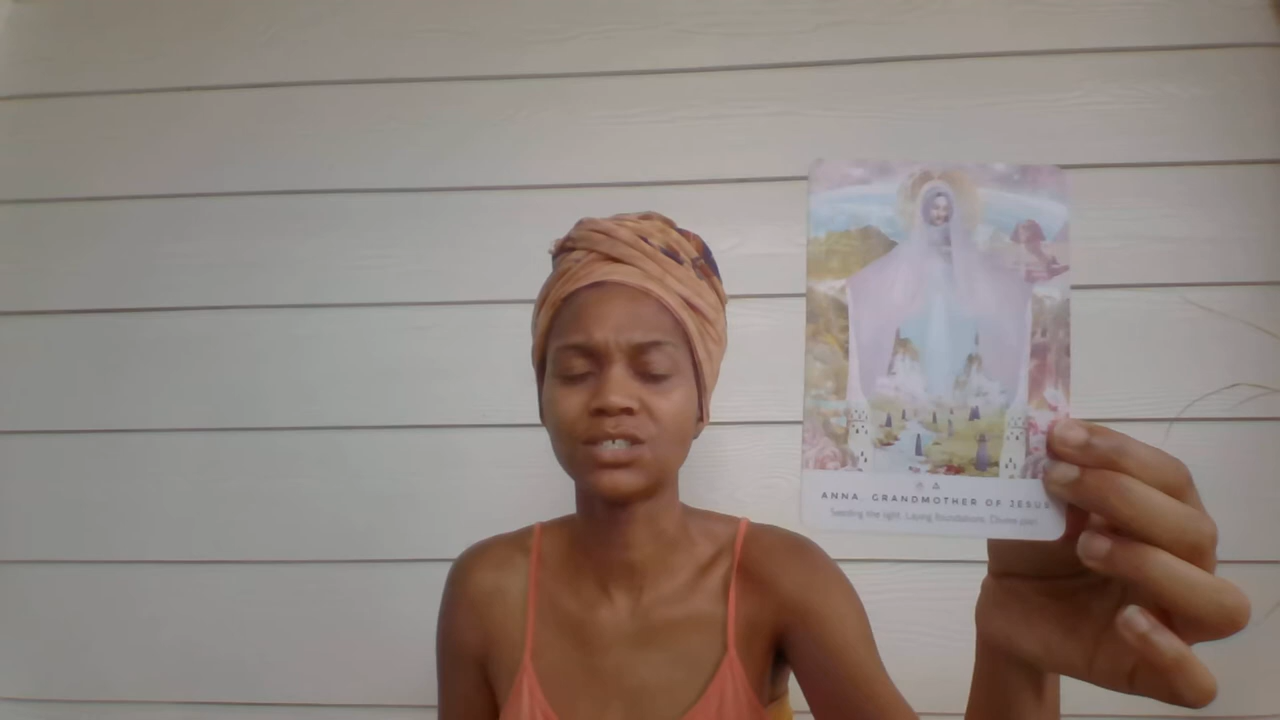 ANNA, GRANDMOTHER OF JESUS
Seeding the light. Laying foundations. Divine plan.